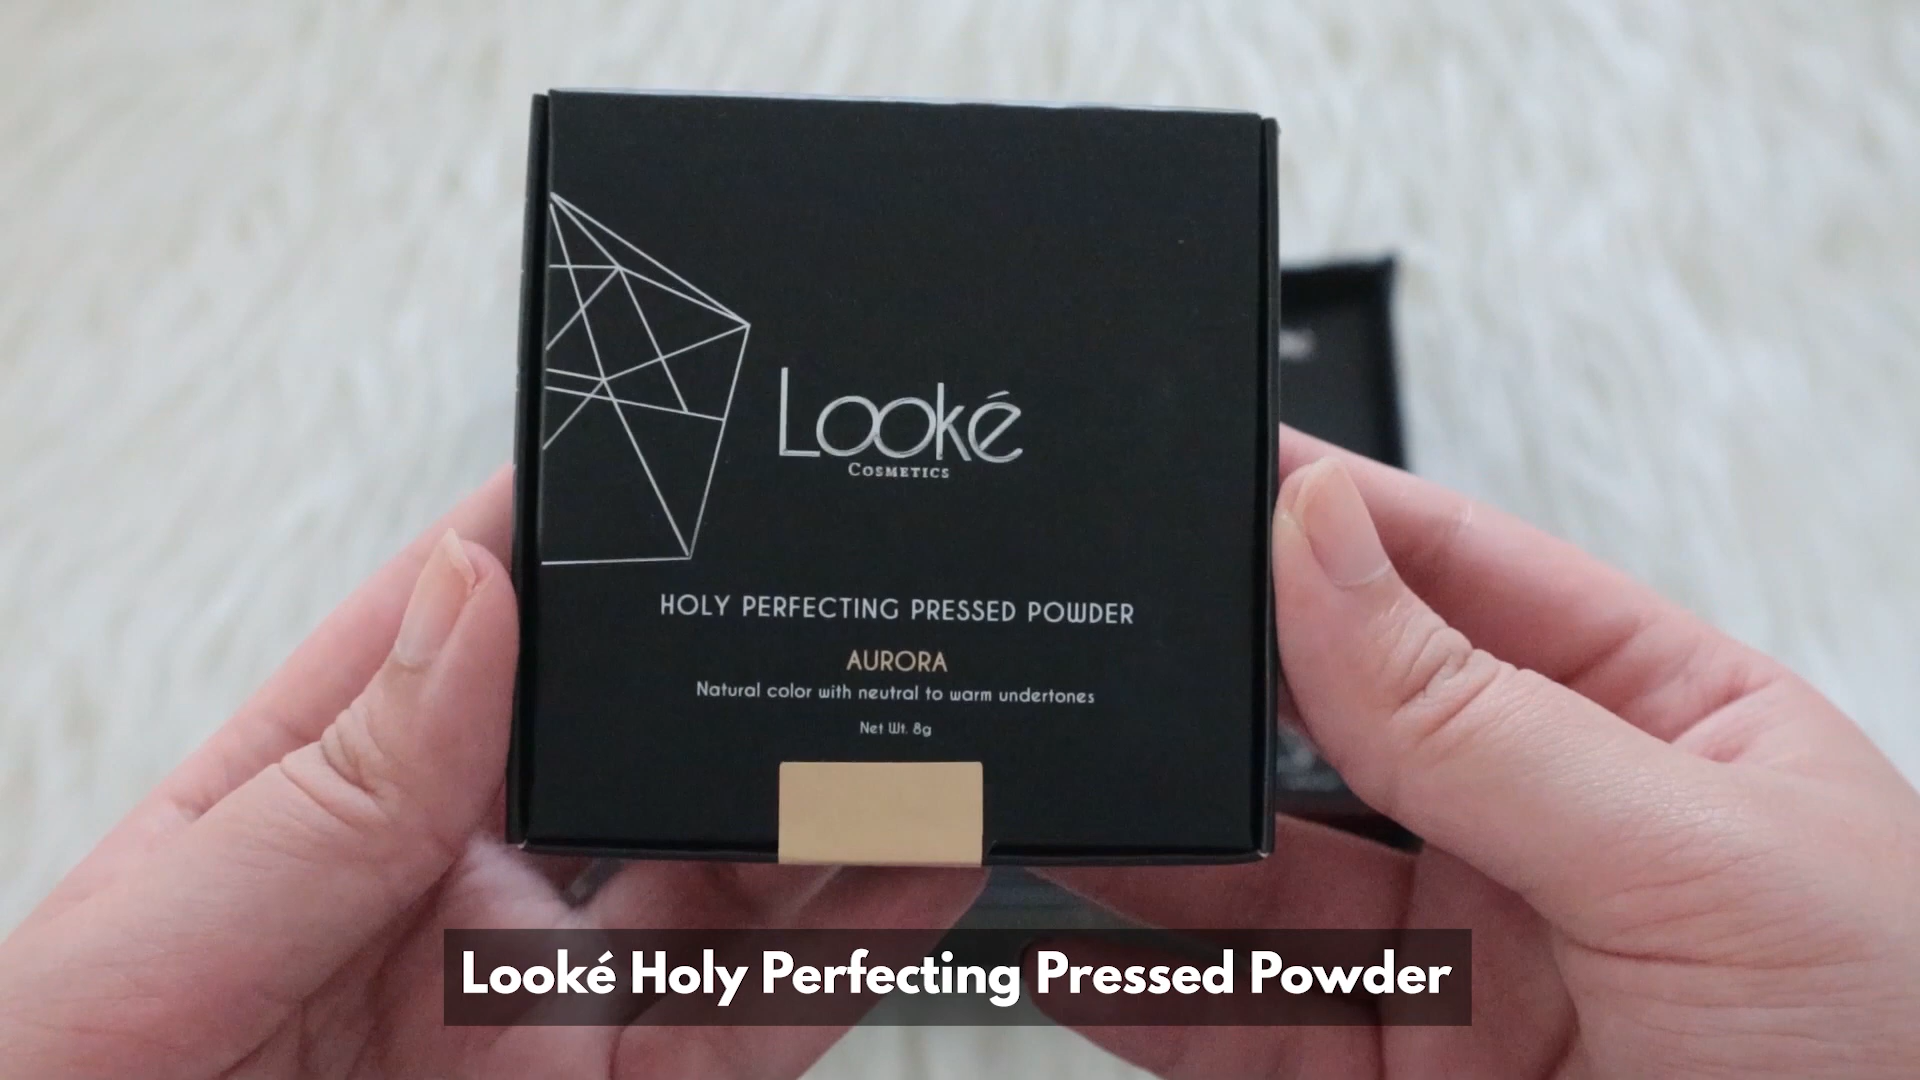 Looké
COSMETICS
HOLY PERFECTING PRESSED POWDER
AURORA
Natural color with neutral to warm undertones
Net Wt. 8g
Looké Holy Perfecting Pressed Powder